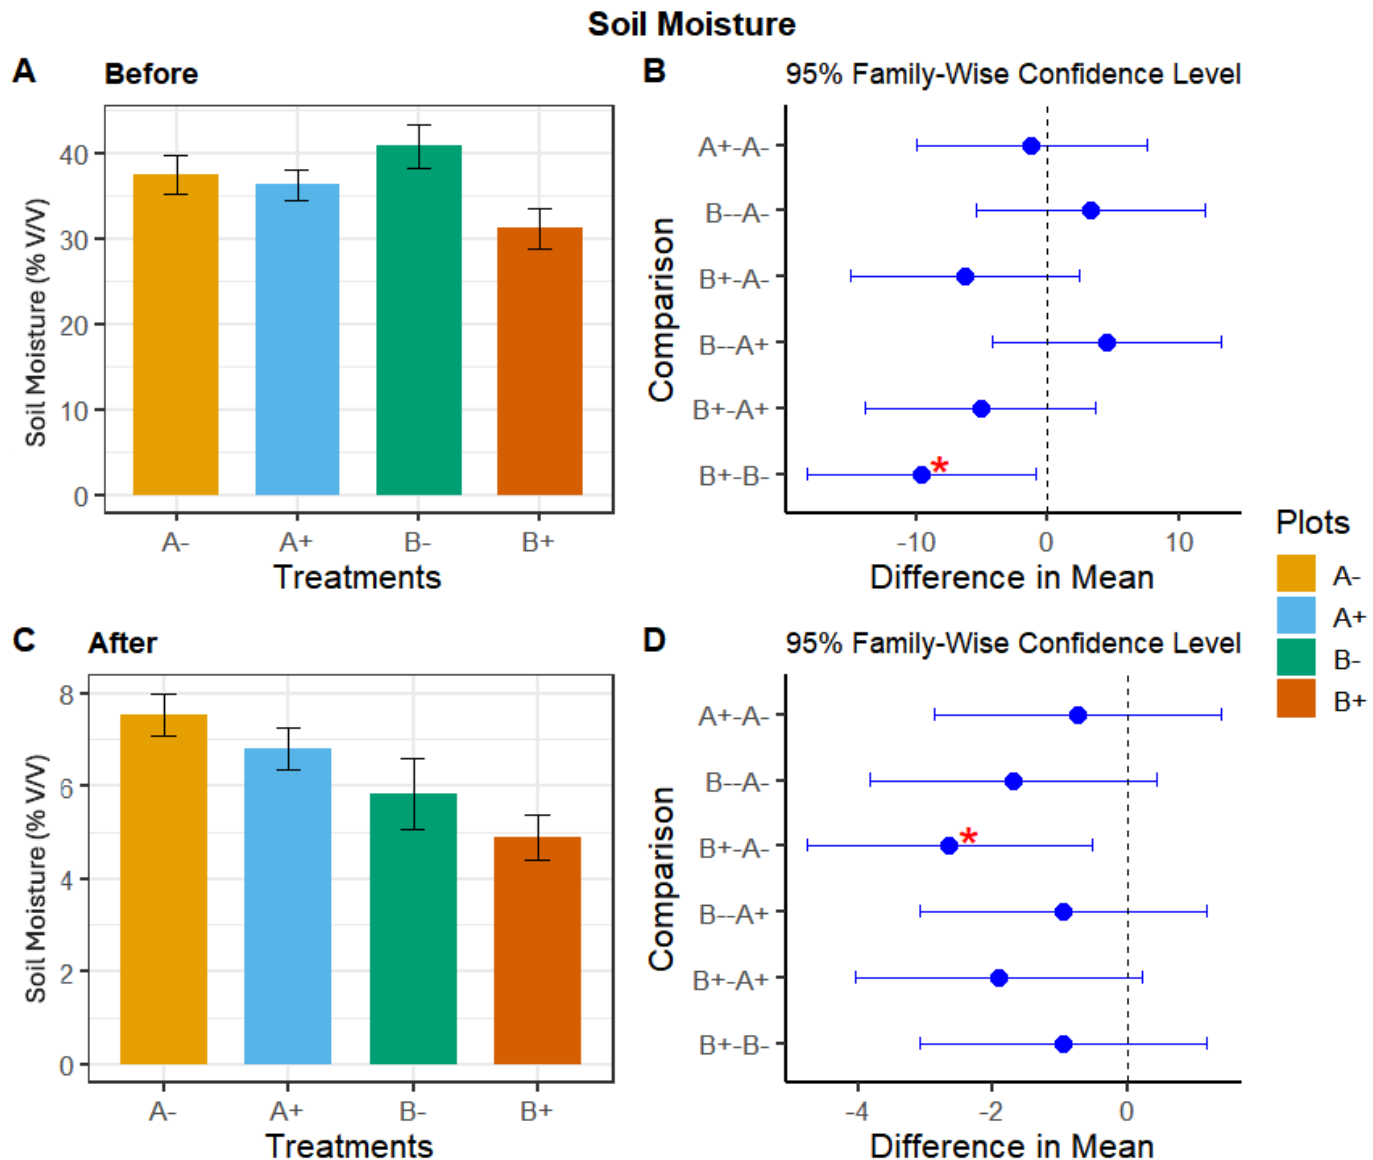 Soil Moisture
A Before
Soil Moisture (% V/V)
40
30
20
10
0
A- A+ B- B+
Treatments
B 95% Family-Wise Confidence Level
Comparison
A+-A-
B--A-
B+-A-
B--A+
B+-A+
B+-B-
*
-10 0 10
Difference in Mean
C After
Soil Moisture (% V/V)
8
6
4
2
0
A- A+ B- B+
Treatments
D 95% Family-Wise Confidence Level
Comparison
A+-A-
B--A-
B+-A-
*
B--A+
B+-A+
B+-B-
-4 -2 0
Difference in Mean
Plots
A-
A+
B-
B+